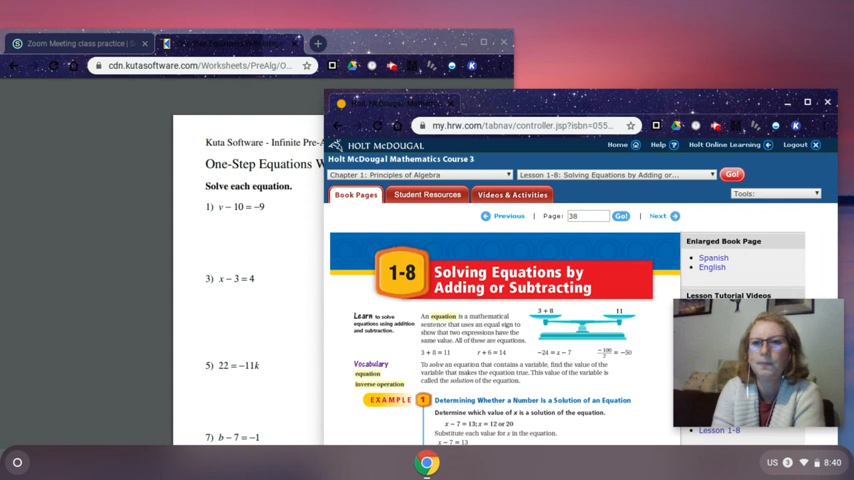 Zoom Meeting class practice |
cdn.kutasoftware.com/Worksheets/PreAlg/O...
Kuta Software - Infinite Pre-A
One-Step Equations W
Solve each equation.
1) v − 10 = −9
3) x − 3 = 4
5) 22 = −11k
7) b − 7 = −1
my.hrw.com/tabnav/controller.jsp?isbn=055...
HOLT McDOUGAL
Home
Help
Holt Online Learning
Logout
Holt McDougal Mathematics Course 3
Chapter 1: Principles of Algebra
Lesson 1-8: Solving Equations by Adding or...
Go!
Book Pages
Student Resources
Videos & Activities
Tools:
Previous | Page: 38 Go! Next
1-8 Solving Equations by
Adding or Subtracting
Learn to solve
equations using addition
and subtraction.
Vocabulary
equation
inverse operation
An equation is a mathematical
sentence that uses an equal sign to
show that two expressions have the
same value. All of these are equations.
3 + 8 11
3 + 8 = 11 r + 6 = 14 −24 = x − 7 −100/2 = −50
To solve an equation that contains a variable, find the value of the
variable that makes the equation true. This value of the variable is
called the solution of the equation.
EXAMPLE 1 Determining Whether a Number Is a Solution of an Equation
Determine which value of x is a solution of the equation.
x − 7 = 13; x = 12 or 20
Substitute each value for x in the equation.
x − 7 = 13
Enlarged Book Page
Spanish
English
Lesson Tutorial Videos
Lesson 1-8
US 3 8:40